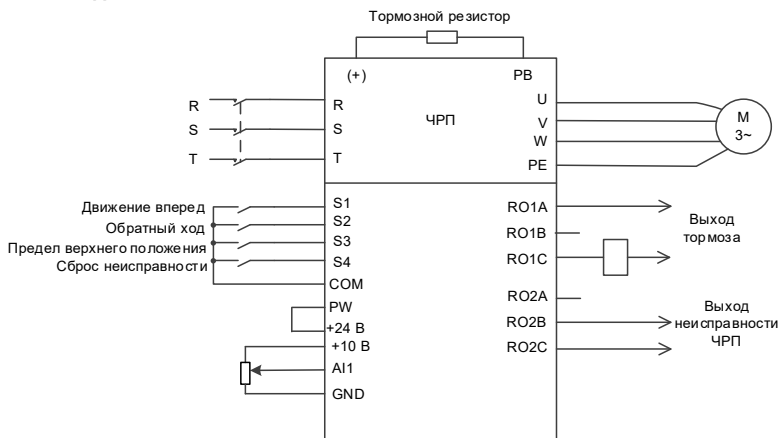 Тормозной резистор
(+)
PB
R
S
T
R
S
T
ЧРП
U
V
W
PE
M
3~
Движение вперед
Обратный ход
Предел верхнего положения
Сброс неисправности
S1
S2
S3
S4
COM
PW
+24 В
+10 В
AI1
GND
RO1A
RO1B
RO1C
RO2A
RO2B
RO2C
Выход
тормоза
Выход
неисправности
ЧРП